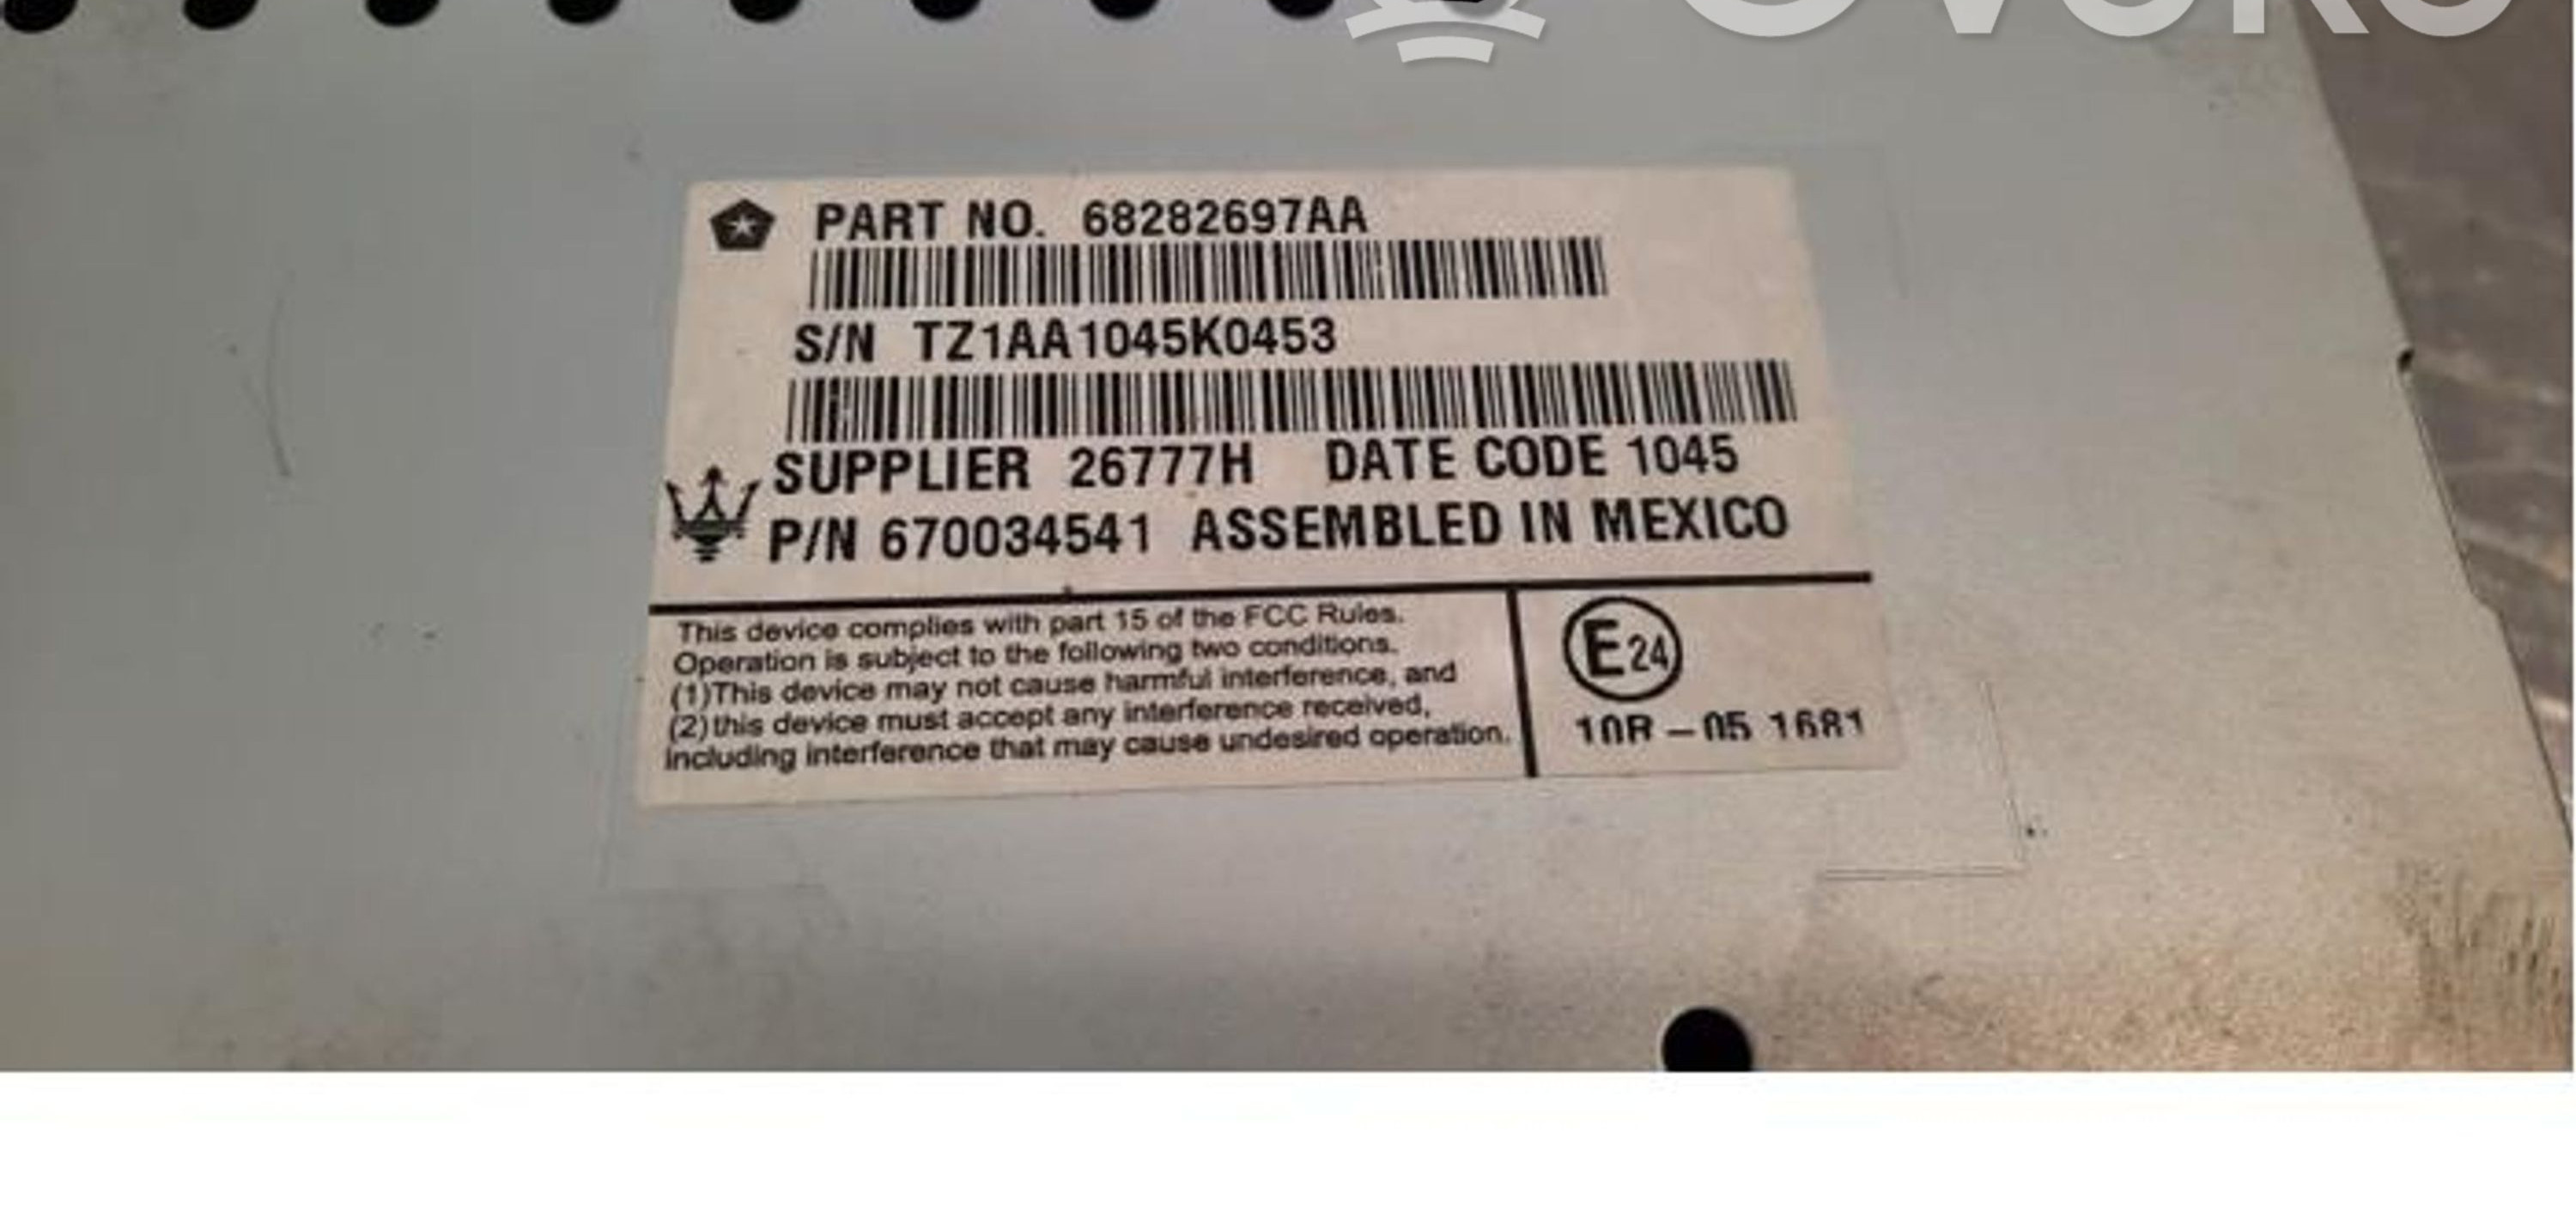 PART NO. 68282697AA
S/N TZ1AA1045K0453
SUPPLIER 26777H DATE CODE 1045
P/N 670034541 ASSEMBLED IN MEXICO
This device complies with part 15 of the FCC Rules.
Operation is subject to the following two conditions.
(1)This device may not cause harmful interference, and
(2)this device must accept any interference received,
including interference that may cause undesired operation.
E24
10R-05 1681